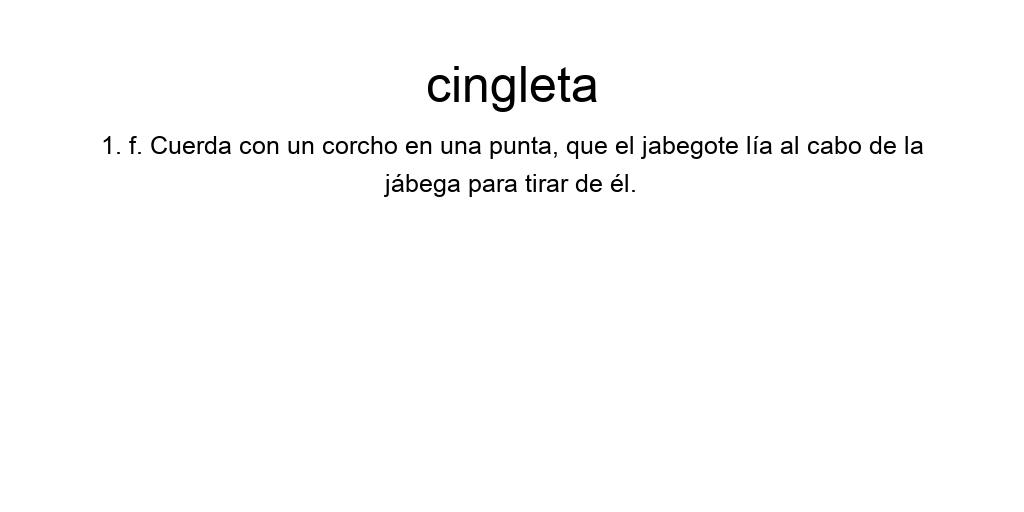 cingleta
1. f. Cuerda con un corcho en una punta, que el jabegote lía al cabo de la
jábega para tirar de él.